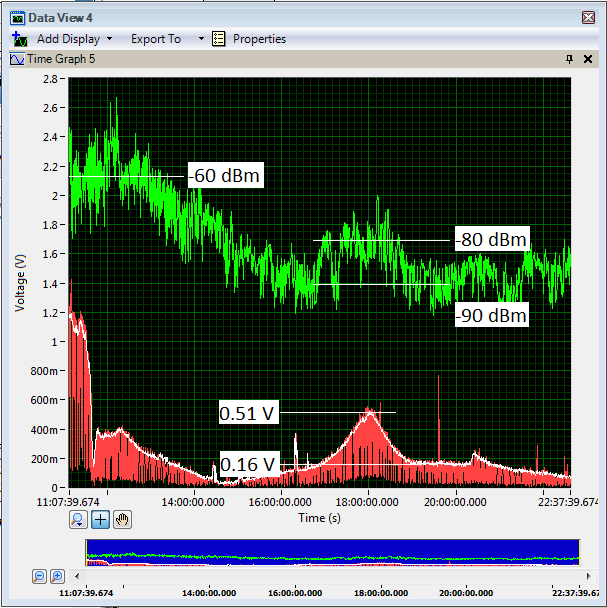 Data View 4
Add Display Export To Properties
Time Graph 5
2.8
2.6
2.4
2.2
2
1.8
1.6
1.4
1.2
1
800m
600m
400m
200m
0
Voltage (V)
-60 dBm
-80 dBm
-90 dBm
0.51 V
0.16 V
11:07:39.674 14:00:00.000 16:00:00.000 18:00:00.000 20:00:00.000 22:37:39.674
Time (s)
11:07:39.674 14:00:00.000 16:00:00.000 18:00:00.000 20:00:00.000 22:37:39.674